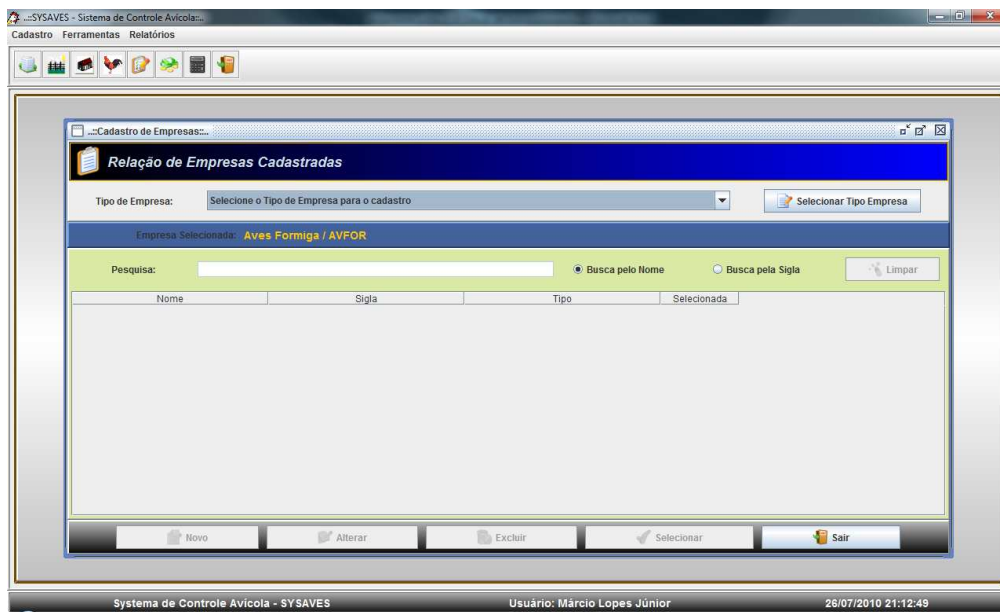 ..::SYSAVES - Sistema de Controle Avícola::..
Cadastro Ferramentas Relatórios
..::Cadastro de Empresas::..
Relação de Empresas Cadastradas
Tipo de Empresa: Selecione o Tipo de Empresa para o cadastro Selecionar Tipo Empresa
Empresa Selecionada: Aves Formiga / AVFOR
Pesquisa: Busca pelo Nome Busca pela Sigla Limpar
Nome Sigla Tipo Selecionada
Novo Alterar Excluir Selecionar Sair
Systema de Controle Avícola - SYSAVES Usuário: Márcio Lopes Júnior 26/07/2010 21:12:49